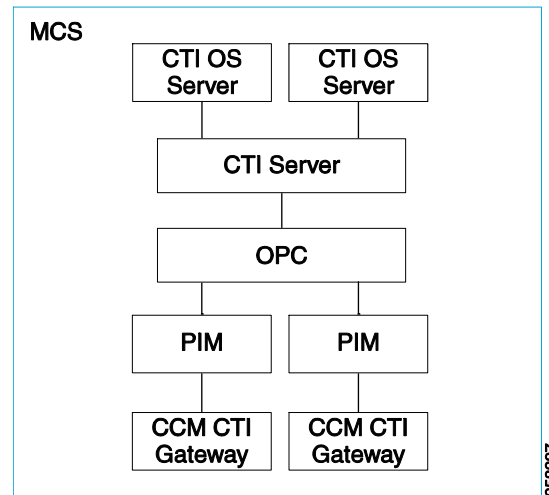 MCS
CTI OS
Server
CTI OS
Server
CTI Server
OPC
PIM
PIM
CCM CTI
Gateway
CCM CTI
Gateway